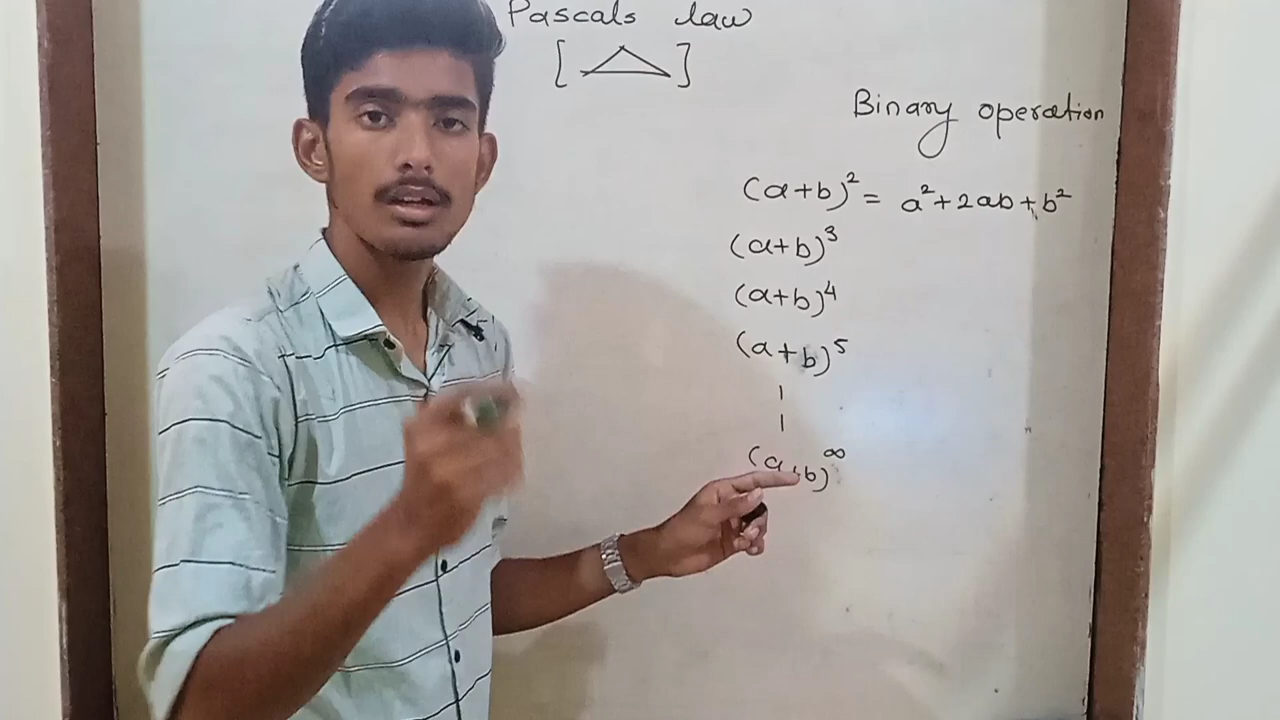 Pascals law
[△]
Binary operation
(a+b)² = a²+2ab+b²
(a+b)³
(a+b)⁴
(a+b)⁵
|
|
(a+b)^∞